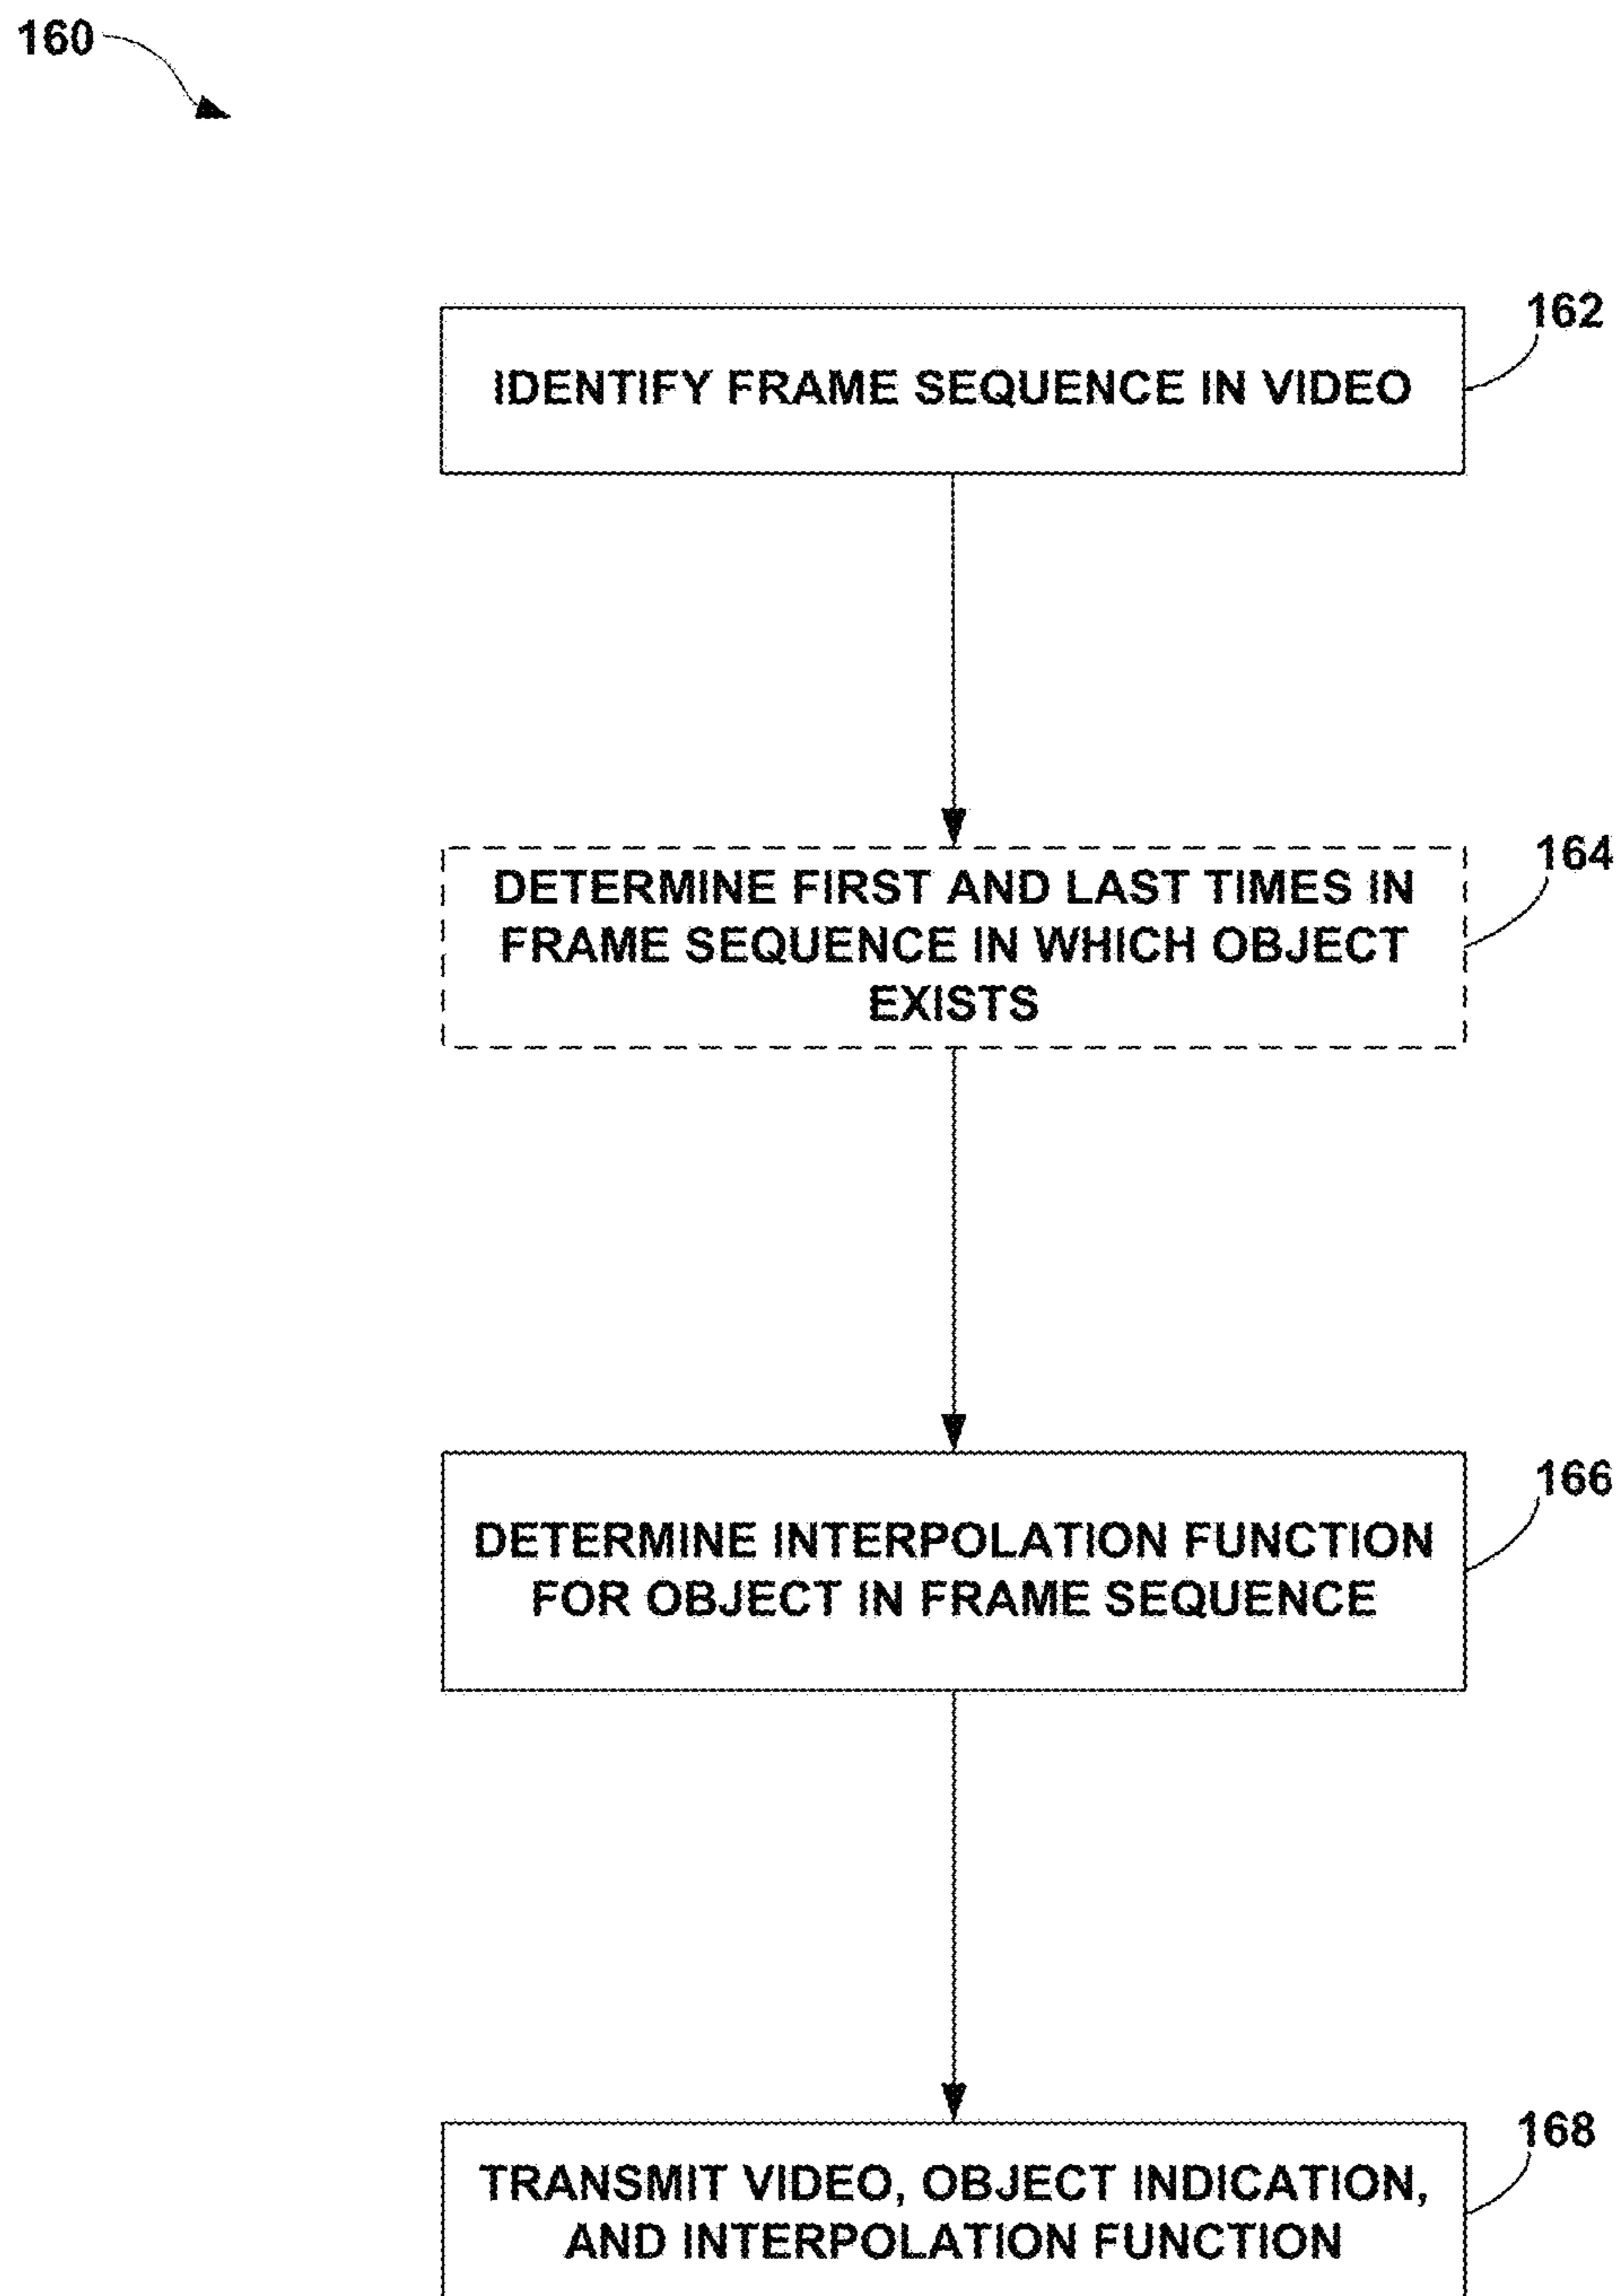 160
162
IDENTIFY FRAME SEQUENCE IN VIDEO
164
DETERMINE FIRST AND LAST TIMES IN
FRAME SEQUENCE IN WHICH OBJECT
EXISTS
166
DETERMINE INTERPOLATION FUNCTION
FOR OBJECT IN FRAME SEQUENCE
168
TRANSMIT VIDEO, OBJECT INDICATION,
AND INTERPOLATION FUNCTION